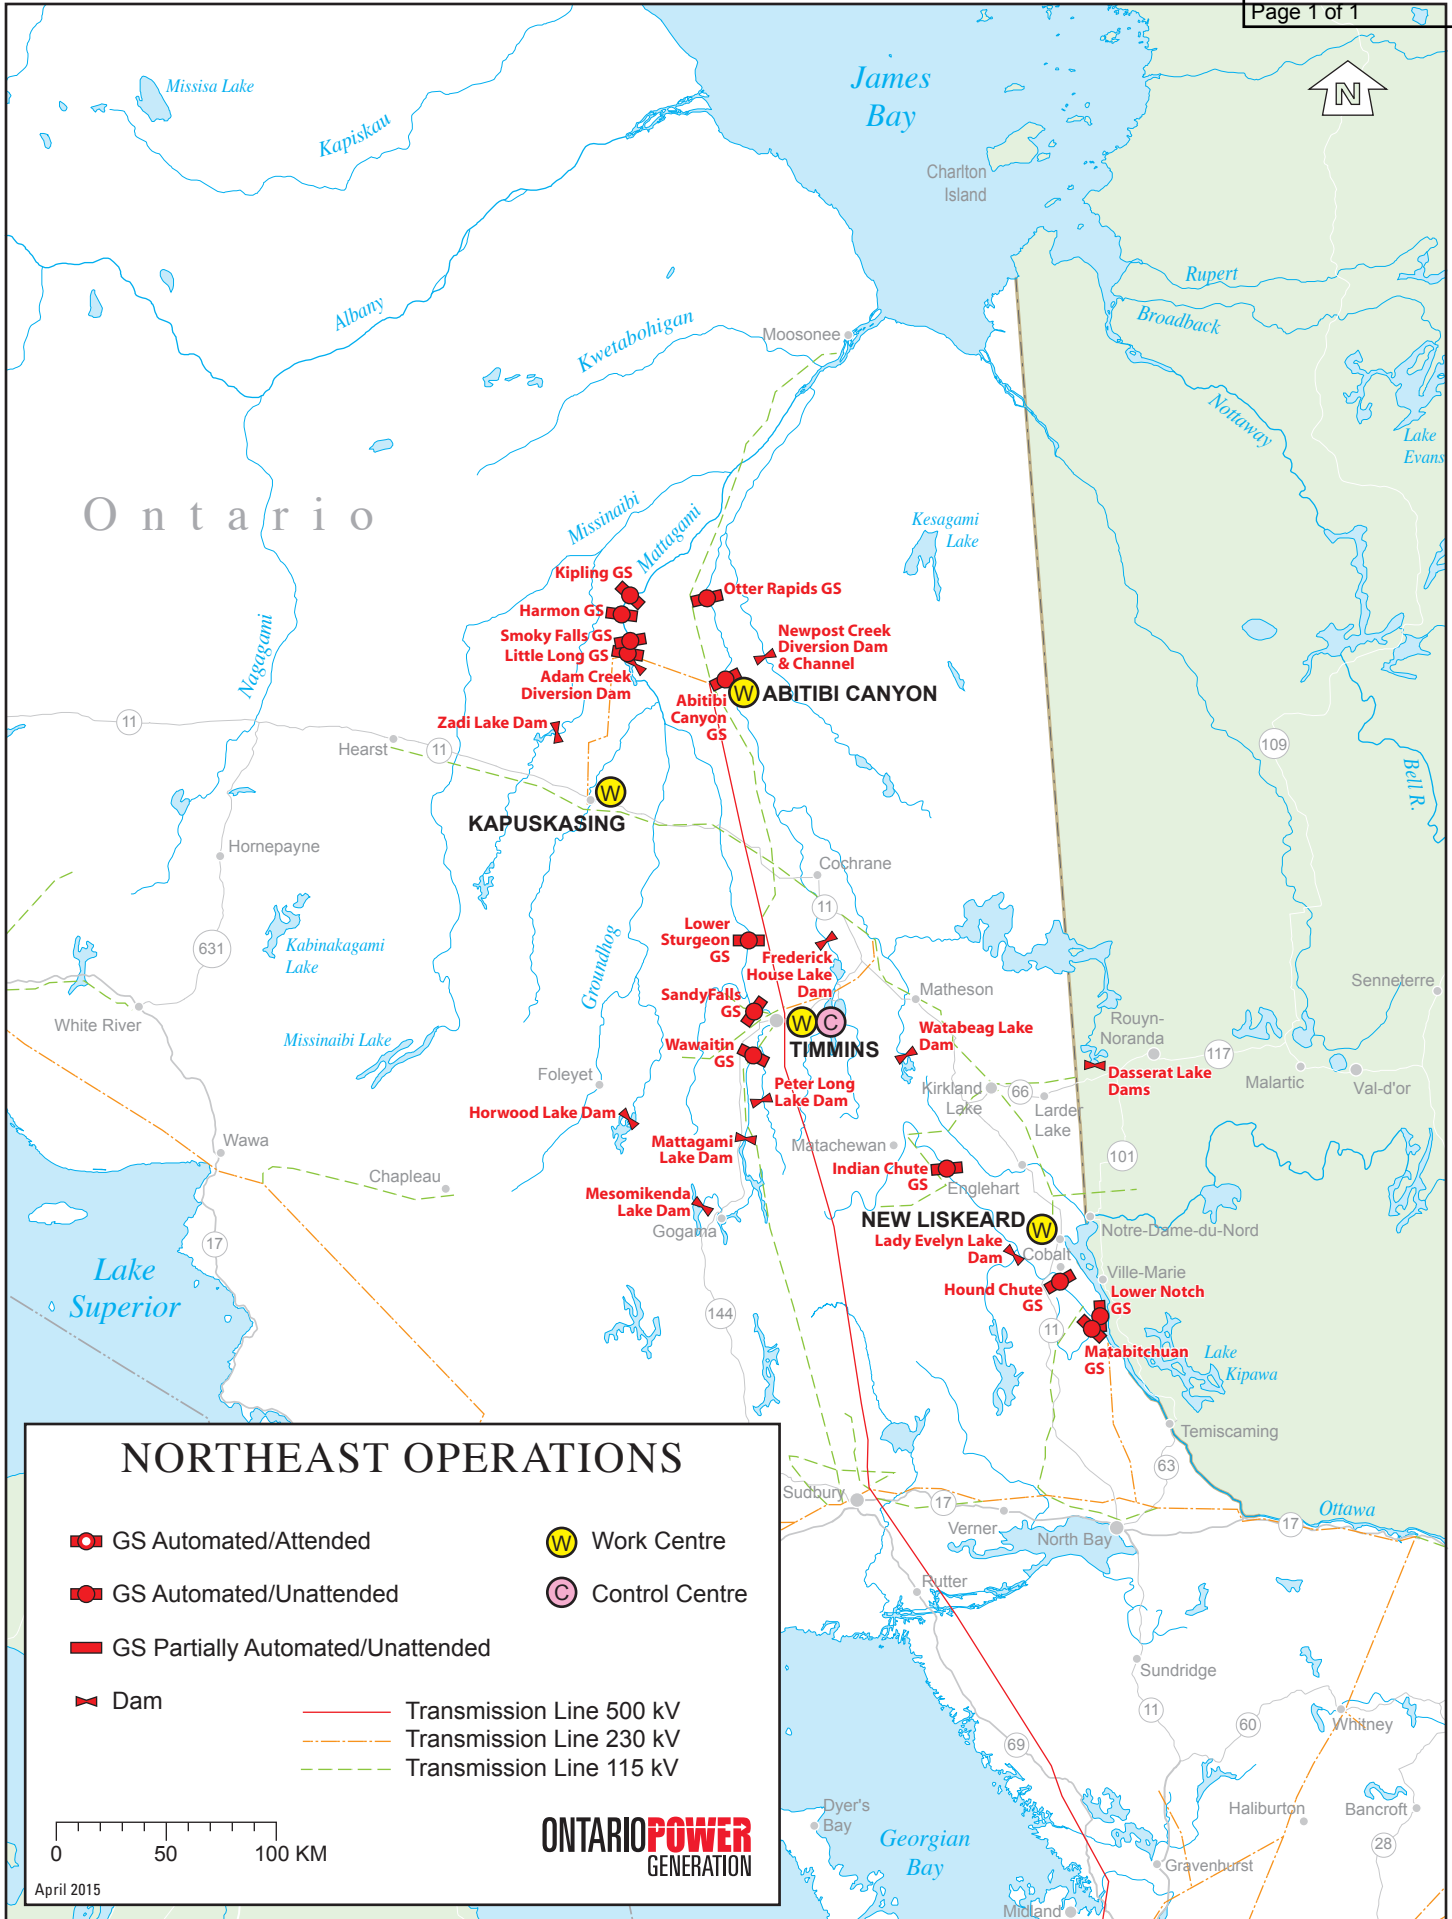 Page 1 of 1
N
James
Bay
Missisa Lake
Kapiskau
Charlton
Island
Rupert
Albany
Broadback
Kwetabohigan
Moosonee
Nottaway
Lake
Evans
Ontario
Missinaibi
Mattagami
Kesagami
Lake
Kipling GS
Otter Rapids GS
Harmon GS
Smoky Falls GS
Little Long GS
Adam Creek
Diversion Dam
Newpost Creek
Diversion Dam
& Channel
Nagagami
Abitibi
Canyon
GS
W
ABITIBI CANYON
Zadi Lake Dam
11
Hearst
11
109
Bell R.
W
KAPUSKASING
Hornepayne
Cochrane
11
631
Kabinakagami
Lake
Groundhog
Lower
Sturgeon
GS
Frederick
House Lake
Dam
Senneterre
Matheson
SandyFalls
GS
White River
Missinaibi Lake
W
C
TIMMINS
Watabeag Lake
Dam
Rouyn-
Noranda
117
Wawaitin
GS
Dasserat Lake
Dams
Malartic
Val-d'or
Foleyet
Peter Long
Lake Dam
Kirkland
Lake
66
Larder
Lake
Horwood Lake Dam
Wawa
Mattagami
Lake Dam
Matachewan
101
Chapleau
Indian Chute
GS
Englehart
Mesomikenda
Lake Dam
Gogama
NEW LISKEARD
W
Notre-Dame-du-Nord
17
Lady Evelyn Lake
Dam
Cobalt
Lake
Superior
Ville-Marie
Hound Chute
GS
Lower Notch
GS
144
11
Matabitchuan
GS
Lake
Kipawa
Temiscaming
63
NORTHEAST OPERATIONS
GS Automated/Attended
W
Work Centre
GS Automated/Unattended
C
Control Centre
GS Partially Automated/Unattended
Dam
Transmission Line 500 kV
Transmission Line 230 kV
Transmission Line 115 kV
0
50
100 KM
ONTARIOPOWER
GENERATION
April 2015
Sudbury
17
Verner
North Bay
17
Ottawa
Rutter
Sundridge
11
60
Whitney
69
Dyer's
Bay
Georgian
Bay
Haliburton
Bancroft
28
Gravenhurst
Midland